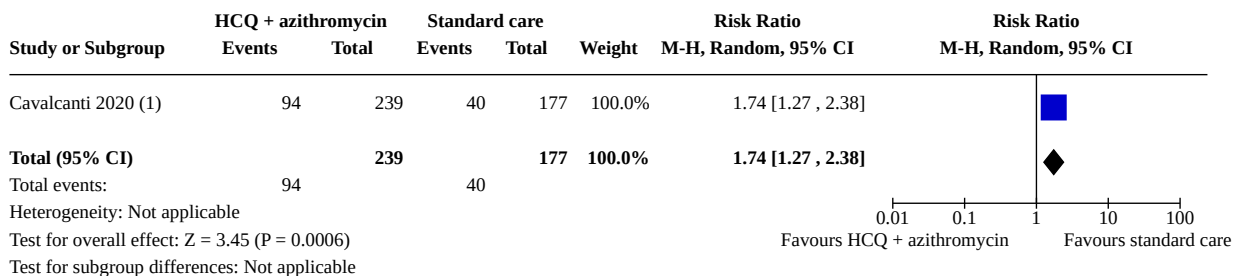 HCQ + azithromycin Standard care Risk Ratio Risk Ratio
Study or Subgroup Events Total Events Total Weight M-H, Random, 95% CI M-H, Random, 95% CI
Cavalcanti 2020 (1) 94 239 40 177 100.0% 1.74 [1.27 , 2.38]
Total (95% CI) 239 177 100.0% 1.74 [1.27 , 2.38]
Total events: 94 40
Heterogeneity: Not applicable
0.01 0.1 1 10 100
Test for overall effect: Z = 3.45 (P = 0.0006) Favours HCQ + azithromycin Favours standard care
Test for subgroup differences: Not applicable